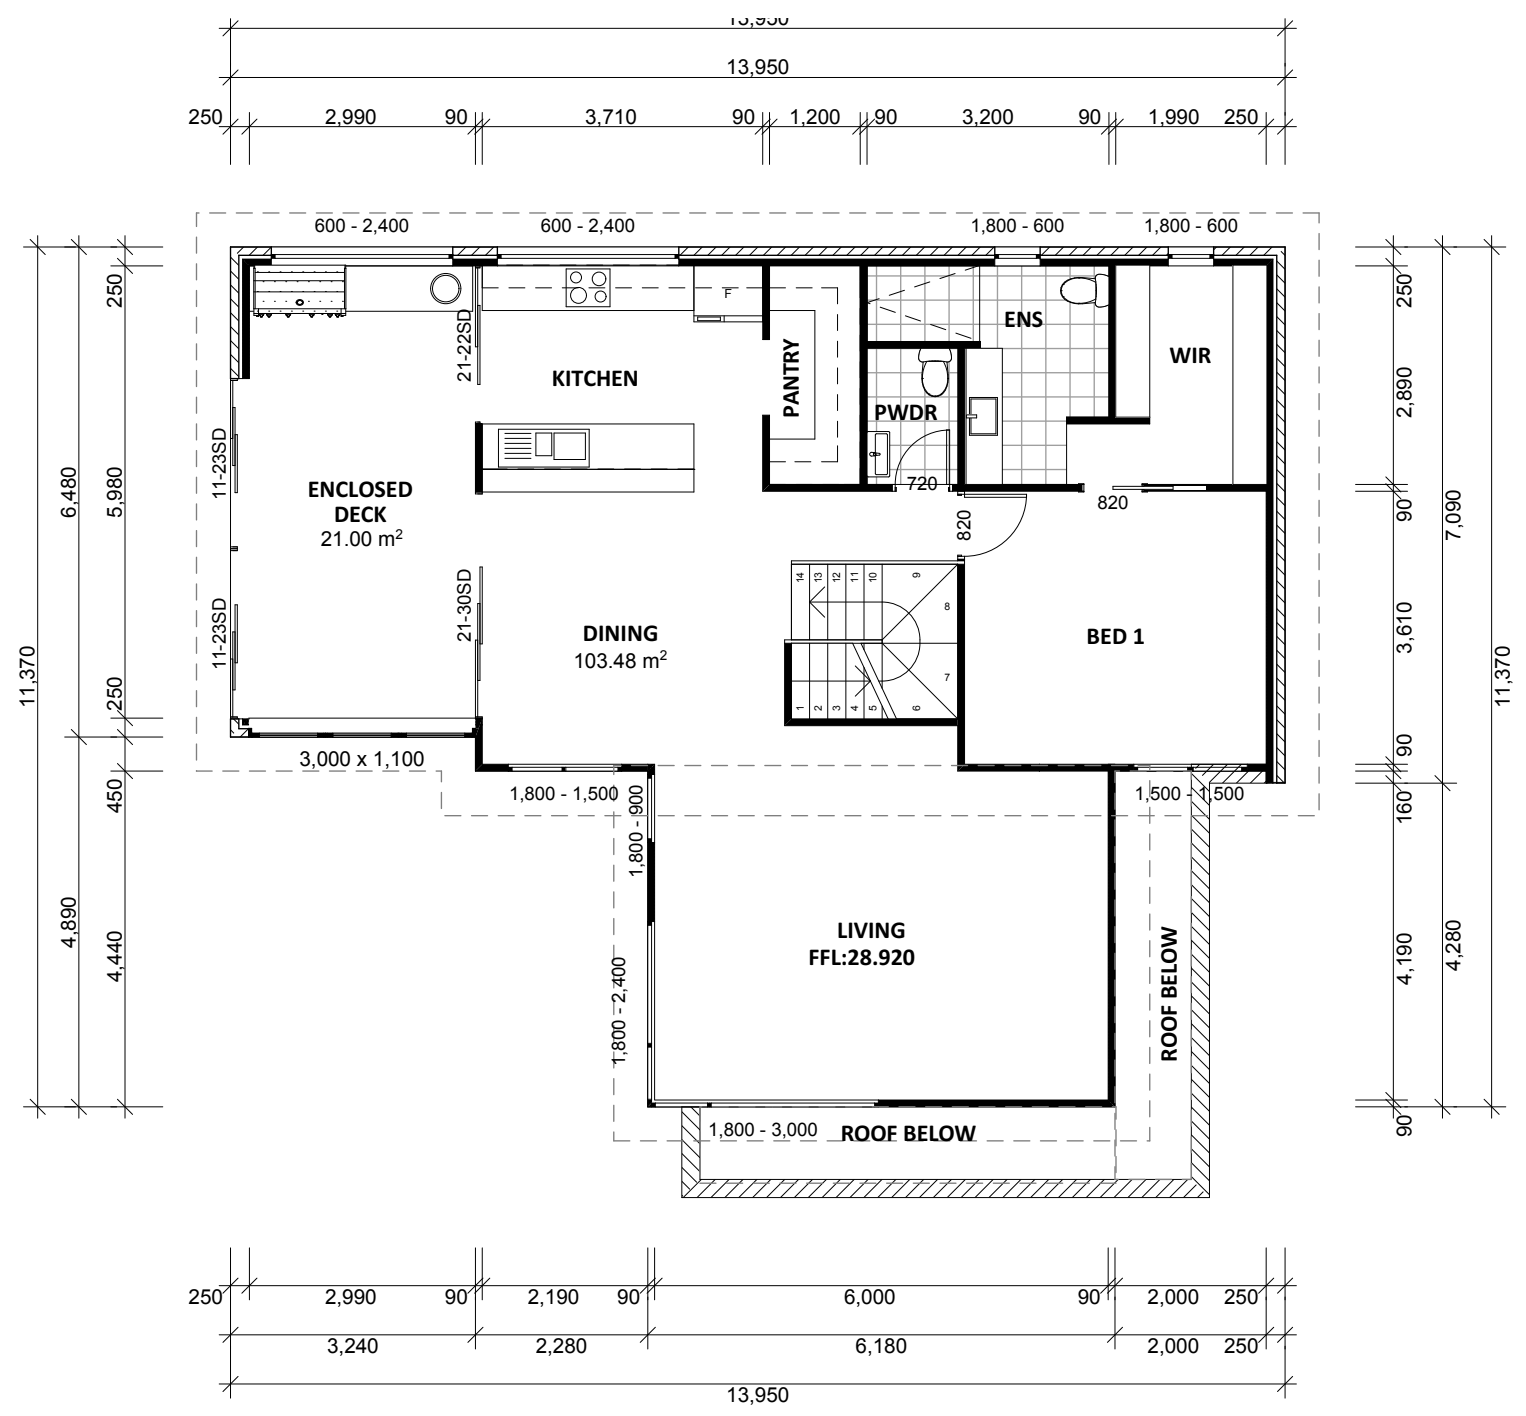 13,950
13,950
250 2,990 90 3,710 90 1,200 90 3,200 90 1,990 250
600 - 2,400 600 - 2,400 1,800 - 600 1,800 - 600
250
2,890
90
3,610
90
160
4,190
90
7,090
4,280
11,370
250
5,980
250
450
4,440
6,480
4,890
11,370
F
ENS
WIR
21-22SD
KITCHEN
PANTRY
PWDR
11-23SD
ENCLOSED
DECK
21.00 m²
720
820
820
14 13 12 11 10 9
8
7
1 2 3 4 5 6
11-23SD
21-30SD
DINING
103.48 m²
BED 1
3,000 x 1,100
1,800 - 1,500
1,800 - 900
1,500 - 1,500
LIVING
FFL:28.920
1,800 - 2,400
ROOF BELOW
1,800 - 3,000
ROOF BELOW
250 2,990 90 2,190 90 6,000 90 2,000 250
3,240 2,280 6,180 2,000 250
13,950